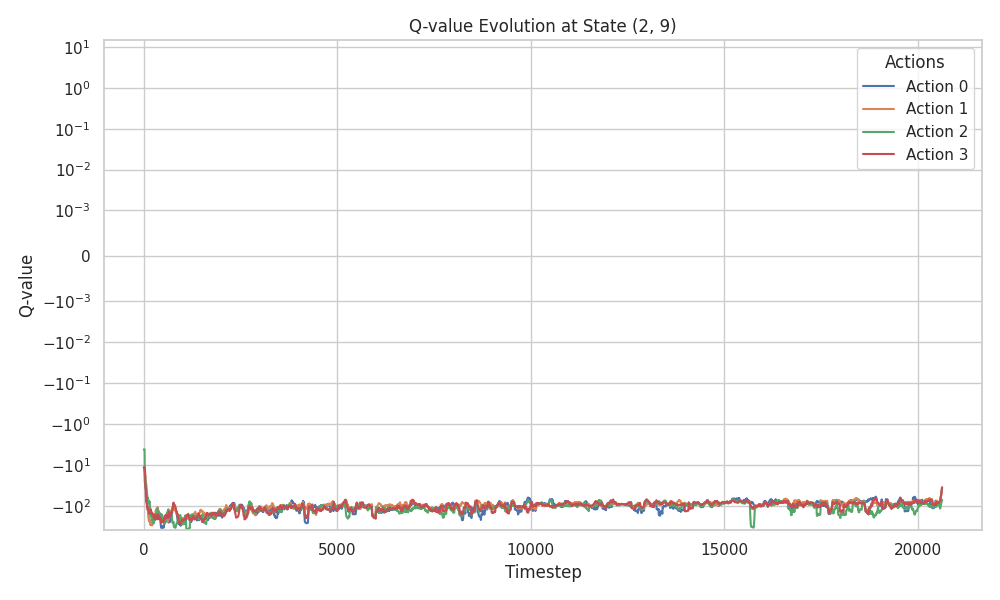 Q-value Evolution at State (2, 9)
Q-value
10¹
10⁰
10⁻¹
10⁻²
10⁻³
0
−10⁻³
−10⁻²
−10⁻¹
−10⁰
−10¹
−10²
Actions
Action 0
Action 1
Action 2
Action 3
0 5000 10000 15000 20000
Timestep